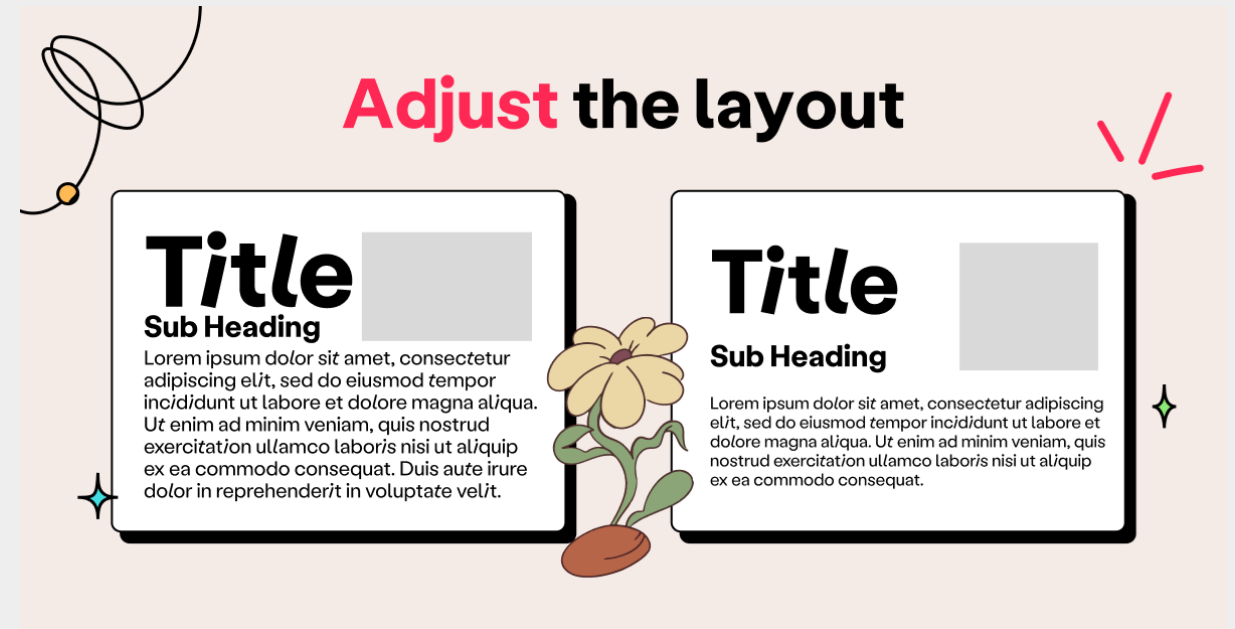 Adjust the layout
Title
Sub Heading
Lorem ipsum dolor sit amet, consectetur
adipiscing elit, sed do eiusmod tempor
incididunt ut labore et dolore magna aliqua.
Ut enim ad minim veniam, quis nostrud
exercitation ullamco laboris nisi ut aliquip
ex ea commodo consequat. Duis aute irure
dolor in reprehenderit in voluptate velit.
Title
Sub Heading
Lorem ipsum dolor sit amet, consectetur adipiscing
elit, sed do eiusmod tempor incididunt ut labore et
dolore magna aliqua. Ut enim ad minim veniam, quis
nostrud exercitation ullamco laboris nisi ut aliquip
ex ea commodo consequat.